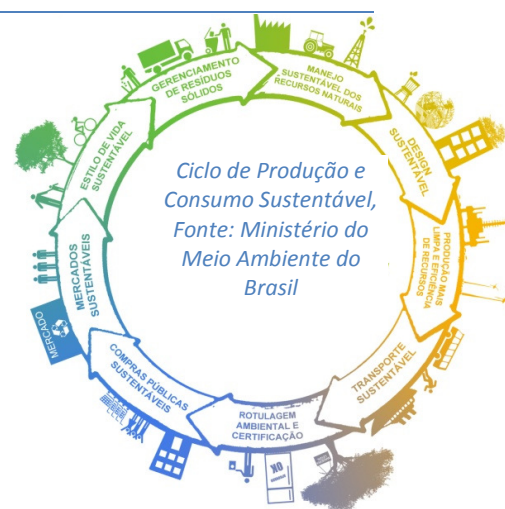 Ciclo de Produção e
Consumo Sustentável,
Fonte: Ministério do
Meio Ambiente do
Brasil
GERENCIAMENTO
DE RESÍDUOS
SÓLIDOS
MANEJO
SUSTENTÁVEL DOS
RECURSOS NATURAIS
DESIGN
SUSTENTÁVEL
PRODUÇÃO MAIS
LIMPA E EFICIÊNCIA
DE RECURSOS
TRANSPORTE
SUSTENTÁVEL
ROTULAGEM
AMBIENTAL E
CERTIFICAÇÃO
COMPRAS PÚBLICAS
SUSTENTÁVEIS
MERCADOS
SUSTENTÁVEIS
MERCADO
ESTILO DE VIDA
SUSTENTÁVEL